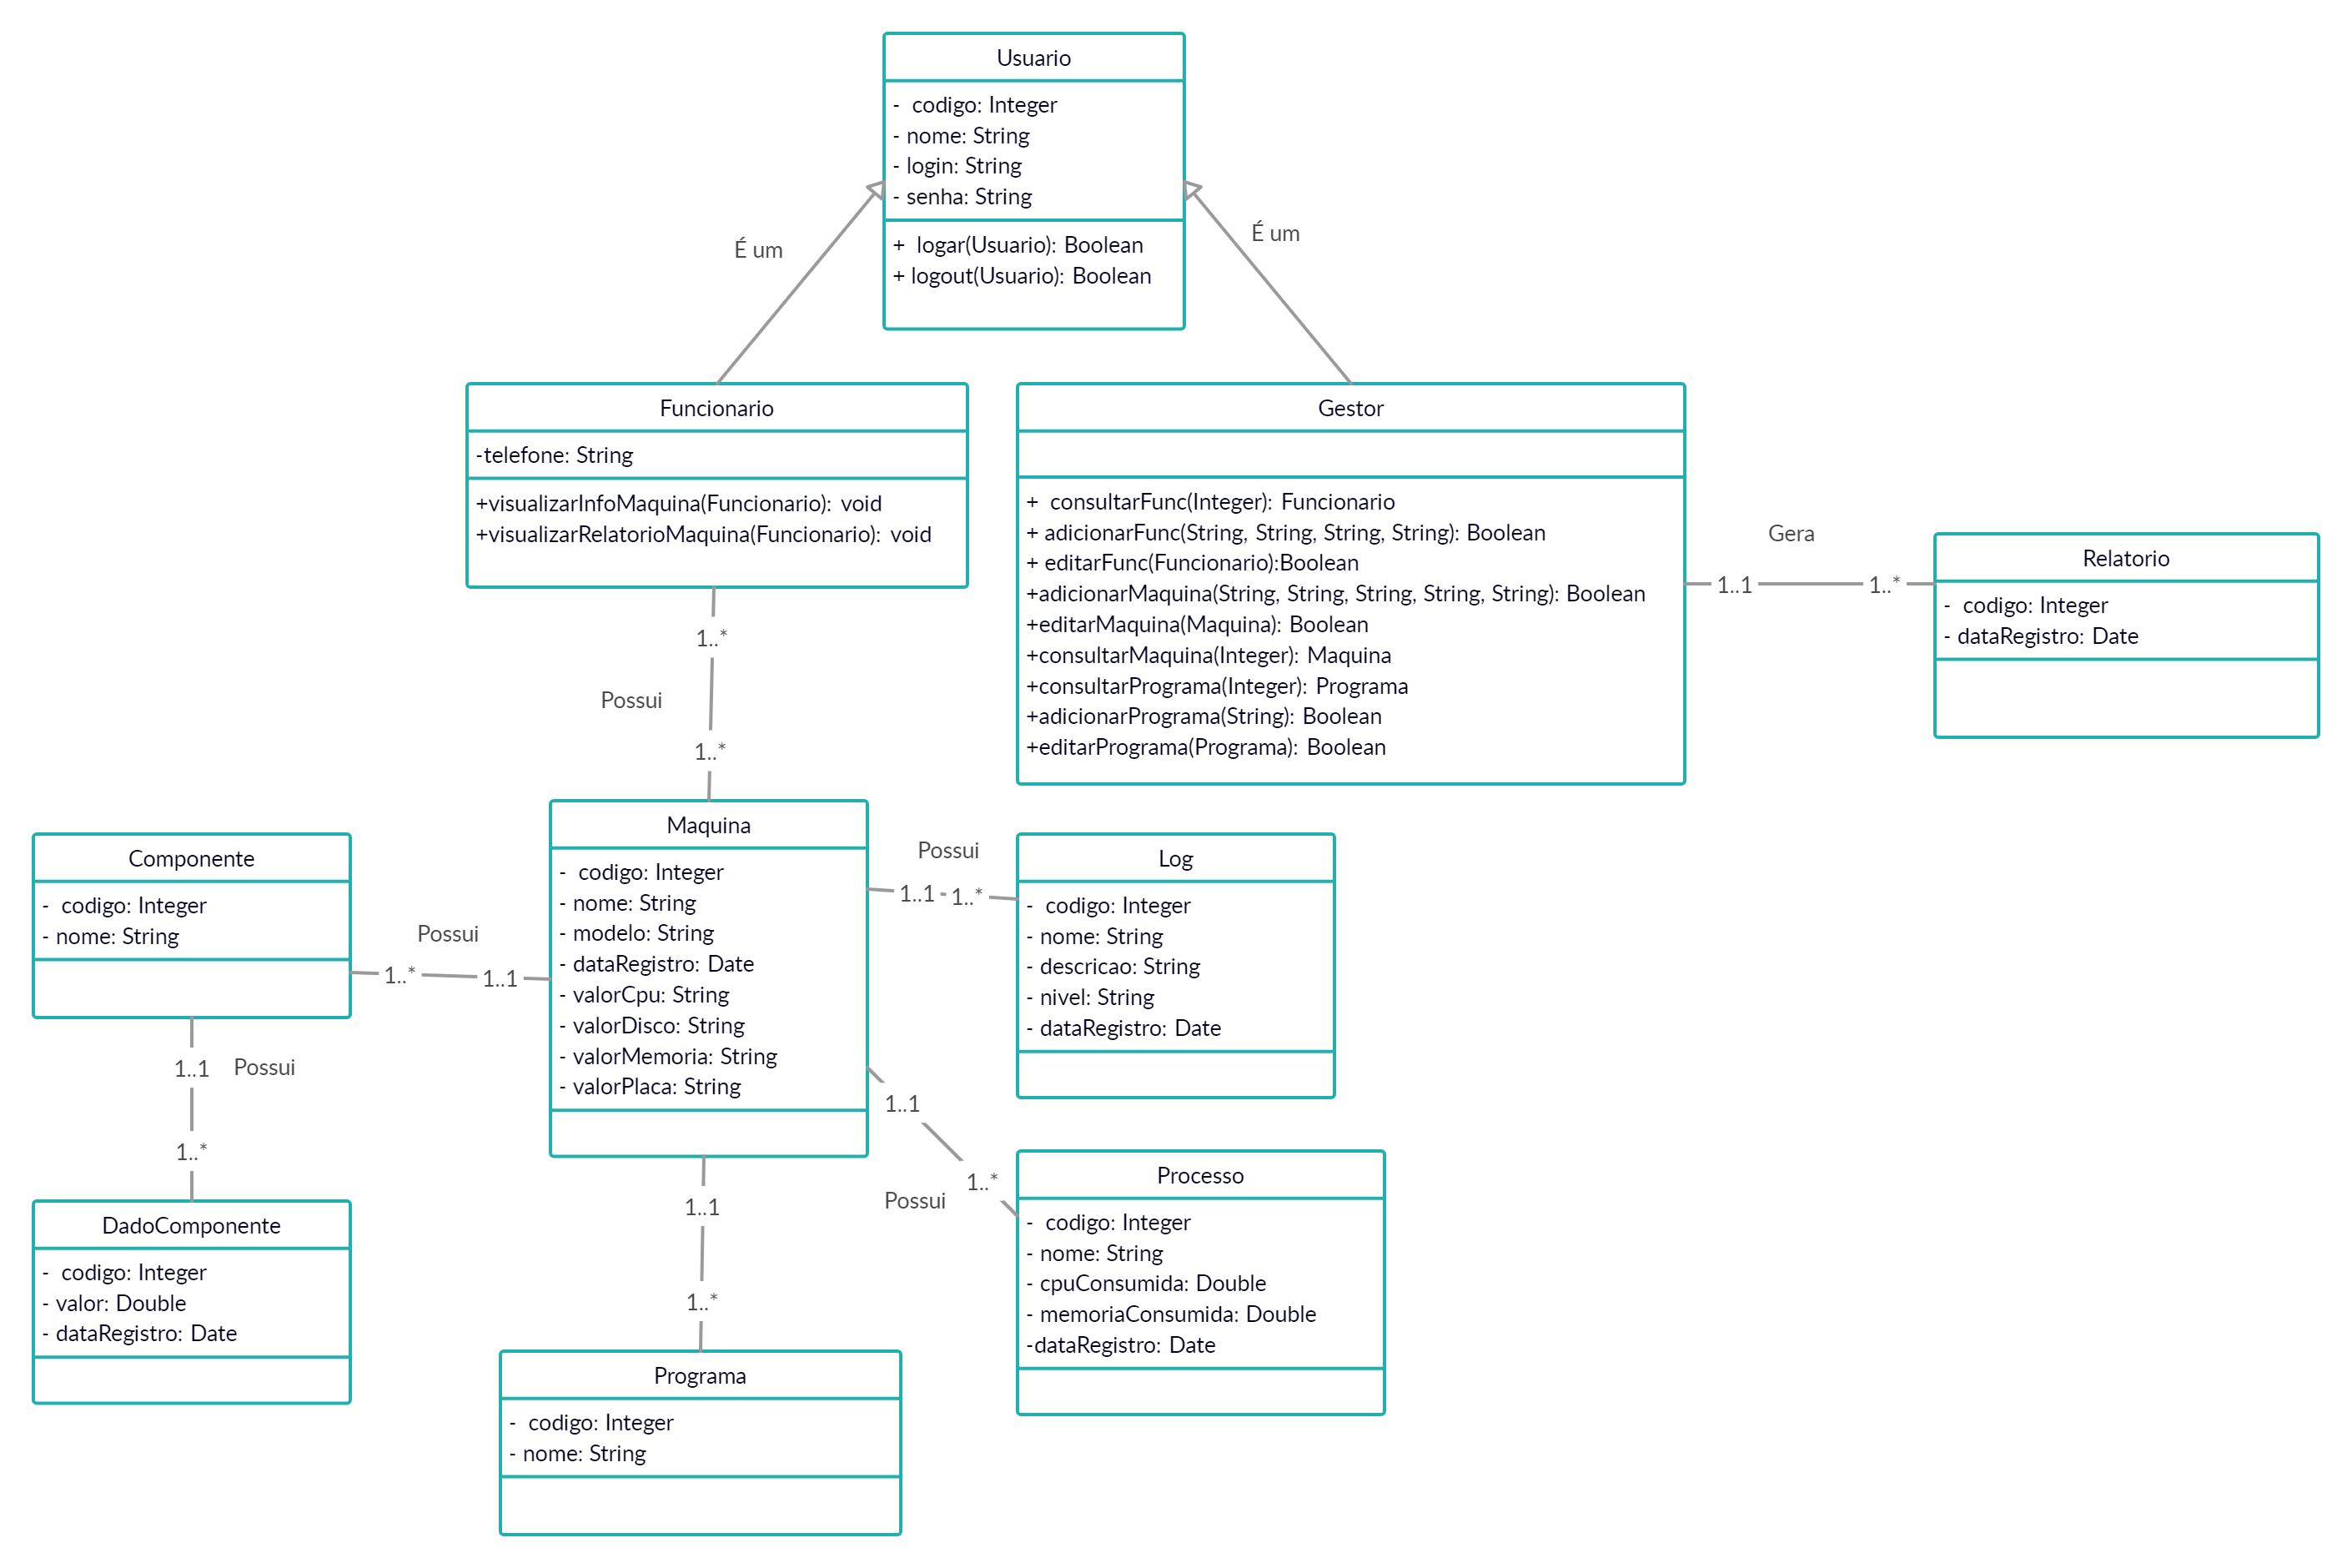 Usuario
-  codigo: Integer
- nome: String
- login: String
- senha: String
+  logar(Usuario): Boolean
+ logout(Usuario): Boolean
É um
É um
Funcionario
-telefone: String
+visualizarInfoMaquina(Funcionario): void
+visualizarRelatorioMaquina(Funcionario): void
Gestor
+  consultarFunc(Integer): Funcionario
+ adicionarFunc(String, String, String, String): Boolean
+ editarFunc(Funcionario):Boolean
+adicionarMaquina(String, String, String, String, String): Boolean
+editarMaquina(Maquina): Boolean
+consultarMaquina(Integer): Maquina
+consultarPrograma(Integer): Programa
+adicionarPrograma(String): Boolean
+editarPrograma(Programa): Boolean
Gera
1..1
1..*
Relatorio
-  codigo: Integer
- dataRegistro: Date
1..*
Possui
1..*
Componente
-  codigo: Integer
- nome: String
Possui
1..*
1..1
Maquina
-  codigo: Integer
- nome: String
- modelo: String
- dataRegistro: Date
- valorCpu: String
- valorDisco: String
- valorMemoria: String
- valorPlaca: String
Possui
1..1
1..*
Log
-  codigo: Integer
- nome: String
- descricao: String
- nivel: String
- dataRegistro: Date
1..1
Possui
1..*
DadoComponente
-  codigo: Integer
- valor: Double
- dataRegistro: Date
1..1
1..*
Possui
Processo
-  codigo: Integer
- nome: String
- cpuConsumida: Double
- memoriaConsumida: Double
-dataRegistro: Date
1..1
1..*
Programa
-  codigo: Integer
- nome: String